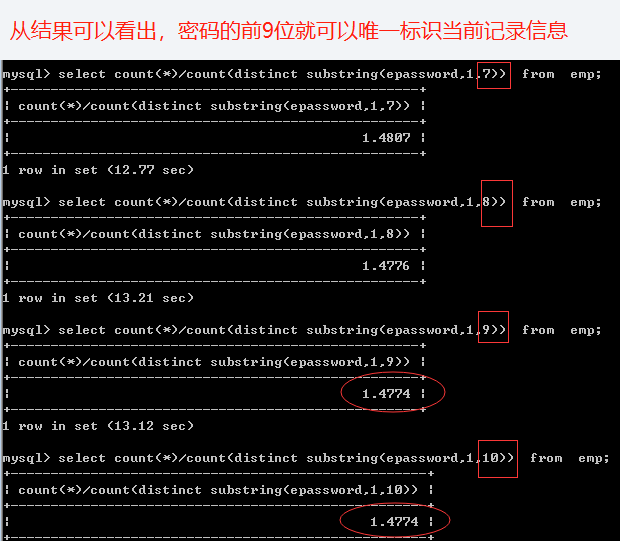 从结果可以看出，密码的前9位就可以唯一标识当前记录信息
mysql> select count(*)/count(distinct substring(epassword,1,7)) from emp;
+---------------------------------------------------+
| count(*)/count(distinct substring(epassword,1,7)) |
+---------------------------------------------------+
| 1.4807 |
+---------------------------------------------------+
1 row in set (12.77 sec)
mysql> select count(*)/count(distinct substring(epassword,1,8)) from emp;
+---------------------------------------------------+
| count(*)/count(distinct substring(epassword,1,8)) |
+---------------------------------------------------+
| 1.4776 |
+---------------------------------------------------+
1 row in set (13.21 sec)
mysql> select count(*)/count(distinct substring(epassword,1,9)) from emp;
+---------------------------------------------------+
| count(*)/count(distinct substring(epassword,1,9)) |
+---------------------------------------------------+
| 1.4774 |
+---------------------------------------------------+
1 row in set (13.12 sec)
mysql> select count(*)/count(distinct substring(epassword,1,10)) from emp;
+----------------------------------------------------+
| count(*)/count(distinct substring(epassword,1,10)) |
+----------------------------------------------------+
| 1.4774 |